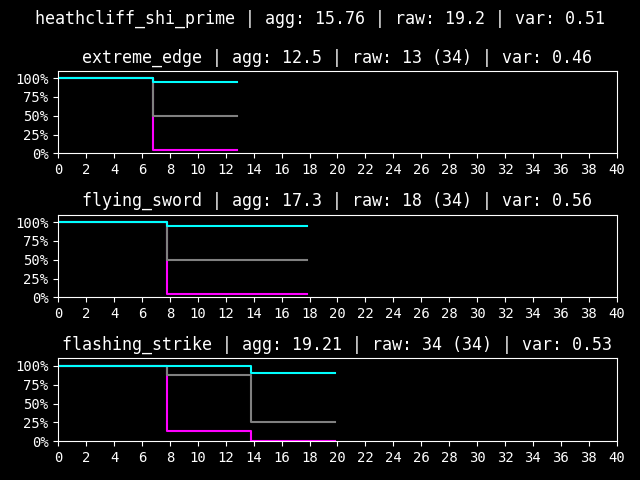 heathcliff_shi_prime | agg: 15.76 | raw: 19.2 | var: 0.51
extreme_edge | agg: 12.5 | raw: 13 (34) | var: 0.46
100%
75%
50%
25%
0%
0 2 4 6 8 10 12 14 16 18 20 22 24 26 28 30 32 34 36 38 40
flying_sword | agg: 17.3 | raw: 18 (34) | var: 0.56
100%
75%
50%
25%
0%
0 2 4 6 8 10 12 14 16 18 20 22 24 26 28 30 32 34 36 38 40
flashing_strike | agg: 19.21 | raw: 34 (34) | var: 0.53
100%
75%
50%
25%
0%
0 2 4 6 8 10 12 14 16 18 20 22 24 26 28 30 32 34 36 38 40